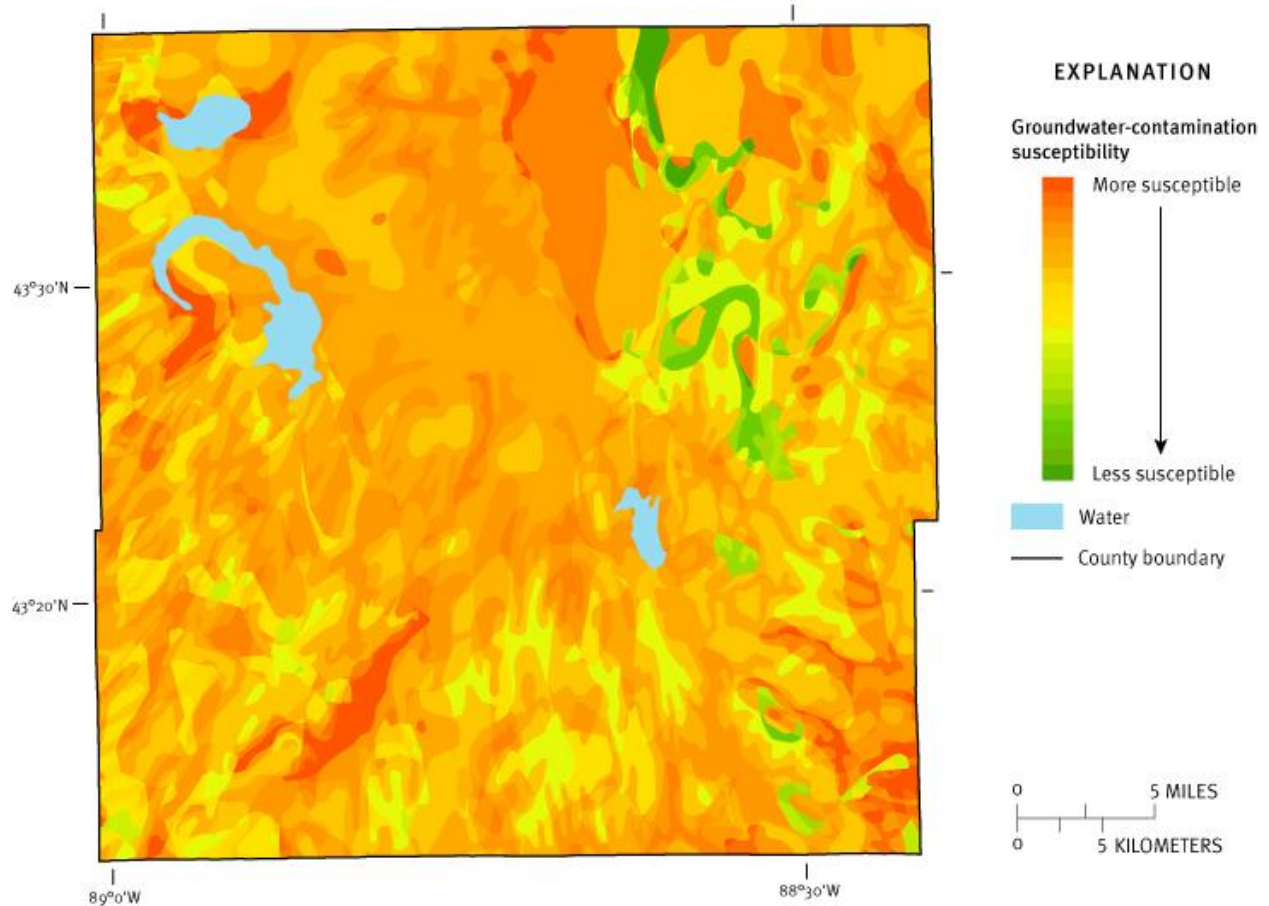 EXPLANATION
Groundwater-contamination
susceptibility
More susceptible
Less susceptible
Water
County boundary
43°30'N
43°20'N
0 5 MILES
0 5 KILOMETERS
89°0'W
88°30'W